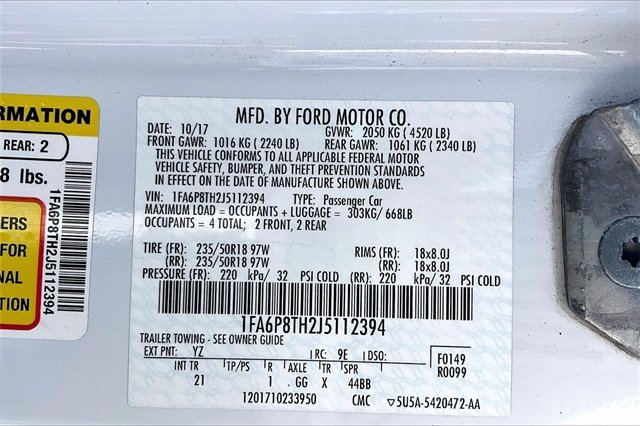 MFD. BY FORD MOTOR CO.
DATE: 10/17 GVWR: 2050 KG ( 4520 LB)
FRONT GAWR: 1016 KG ( 2240 LB) REAR GAWR: 1061 KG ( 2340 LB)
THIS VEHICLE CONFORMS TO ALL APPLICABLE FEDERAL MOTOR
VEHICLE SAFETY, BUMPER, AND THEFT PREVENTION STANDARDS
IN EFFECT ON THE DATE OF MANUFACTURE SHOWN ABOVE.
VIN: 1FA6P8TH2J5112394 TYPE: Passenger Car
MAXIMUM LOAD = OCCUPANTS + LUGGAGE = 303KG/ 668LB
OCCUPANTS = 4 TOTAL; 2 FRONT, 2 REAR
TIRE (FR): 235/50R18 97W RIMS (FR): 18x8.0J
(RR): 235/50R18 97W (RR): 18x8.0J
PRESSURE (FR): 220 kPa/ 32 PSI COLD (RR): 220 kPa/ 32 PSI COLD
1FA6P8TH2J5112394
TRAILER TOWING-- SEE OWNER GUIDE
EXT PNT: YZ RC: 9E DSO: F0149
R0099
INT TR TP/PS R AXLE TR SPR
21 1 . GG X 44BB
1201710233950 CMC ▽5U5A-5420472-AA
ORMATION
REAR: 2
8 lbs.
ERS
FOR
NAL
ION
1FA6P8TH2J5112394